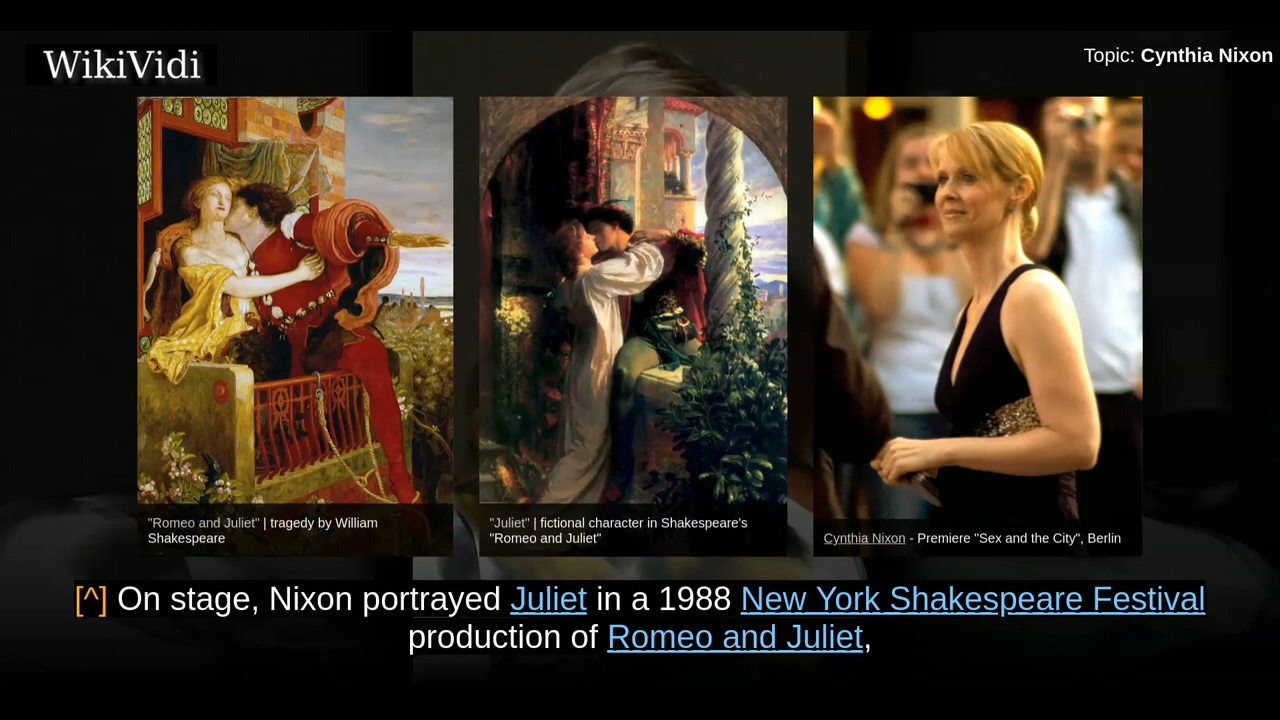 WikiVidi
Topic: Cynthia Nixon
"Romeo and Juliet" | tragedy by William
Shakespeare
"Juliet" | fictional character in Shakespeare's
"Romeo and Juliet"
Cynthia Nixon - Premiere "Sex and the City", Berlin
[^] On stage, Nixon portrayed Juliet in a 1988 New York Shakespeare Festival
production of Romeo and Juliet,